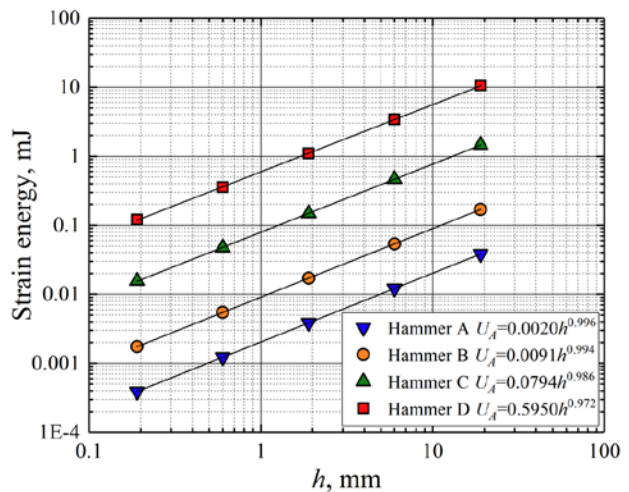 Strain energy, mJ
100
10
1
0.1
0.01
0.001
1E-4
Hammer A U_A=0.0020h^0.996
Hammer B U_A=0.0091h^0.994
Hammer C U_A=0.0794h^0.986
Hammer D U_A=0.5950h^0.972
0.1 1 10 100
h, mm